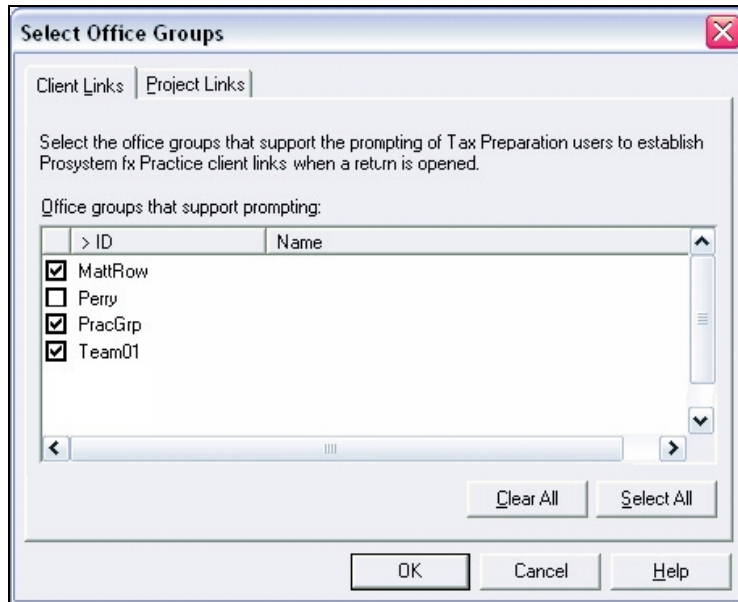 Select Office Groups
Client Links
Project Links
Select the office groups that support the prompting of Tax Preparation users to establish
Prosystem fx Practice client links when a return is opened.
Office groups that support prompting:
> ID
Name
MattRow
Perry
PracGrp
Team01
Clear All
Select All
OK
Cancel
Help